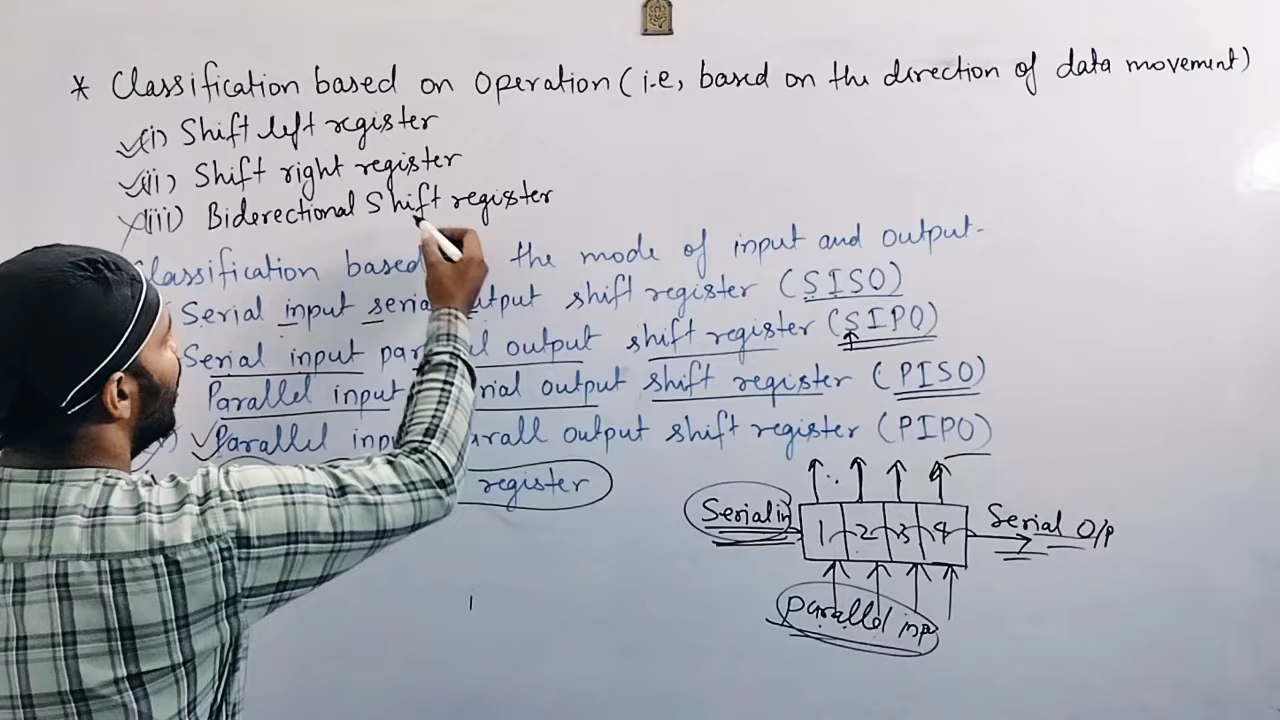 * Classification based on operation (i.e, based on the direction of data movement)
(i) Shift left register
(ii) Shift right register
(iii) Biderectional Shift register
Classification based the mode of input and output-
Serial input serial output shift register (SISO)
Serial input output shift register (SIPO)
Parallel input output shift register (PISO)
Parallel output shift register (PIPO)
register
Serial in 1 2 3 4 Serial O/P
parallel inp